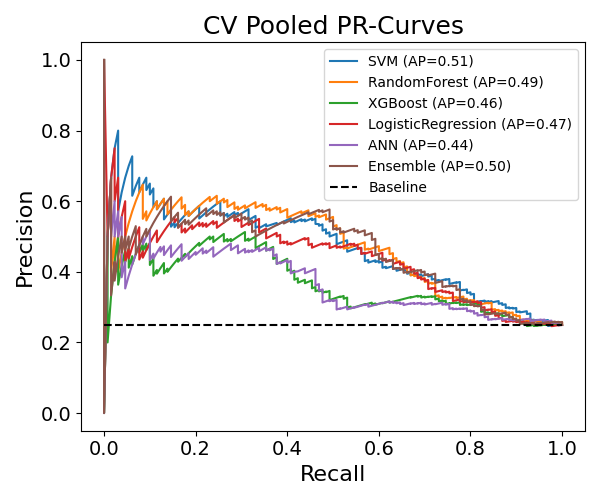 CV Pooled PR-Curves
SVM (AP=0.51)
RandomForest (AP=0.49)
XGBoost (AP=0.46)
LogisticRegression (AP=0.47)
ANN (AP=0.44)
Ensemble (AP=0.50)
Baseline
Precision
1.0
0.8
0.6
0.4
0.2
0.0
0.0 0.2 0.4 0.6 0.8 1.0
Recall